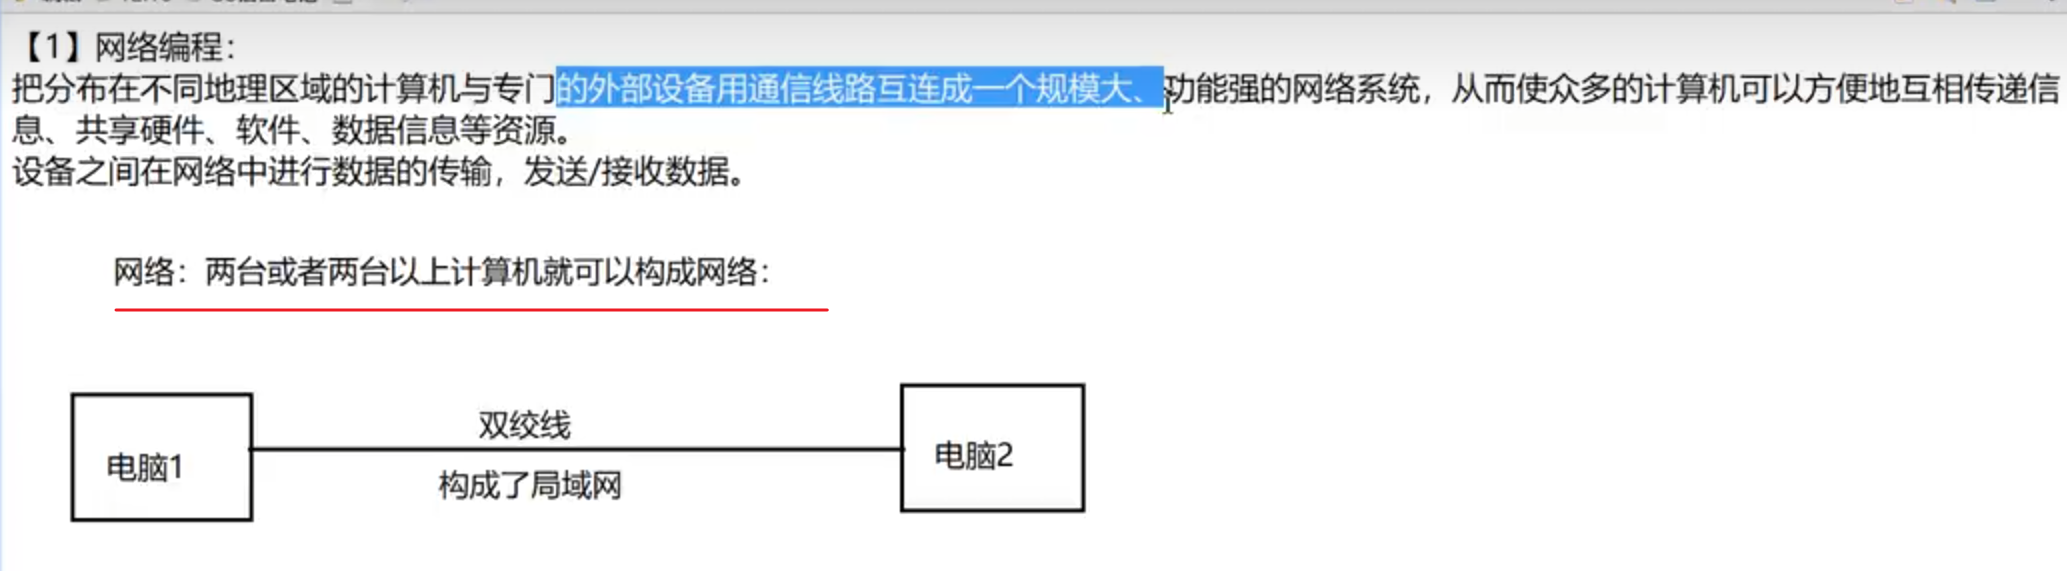 【1】网络编程：
把分布在不同地理区域的计算机与专门的外部设备用通信线路互连成一个规模大、功能强的网络系统，从而使众多的计算机可以方便地互相传递信
息、共享硬件、软件、数据信息等资源。
设备之间在网络中进行数据的传输，发送/接收数据。
网络：两台或者两台以上计算机就可以构成网络：
双绞线
电脑1
电脑2
构成了局域网